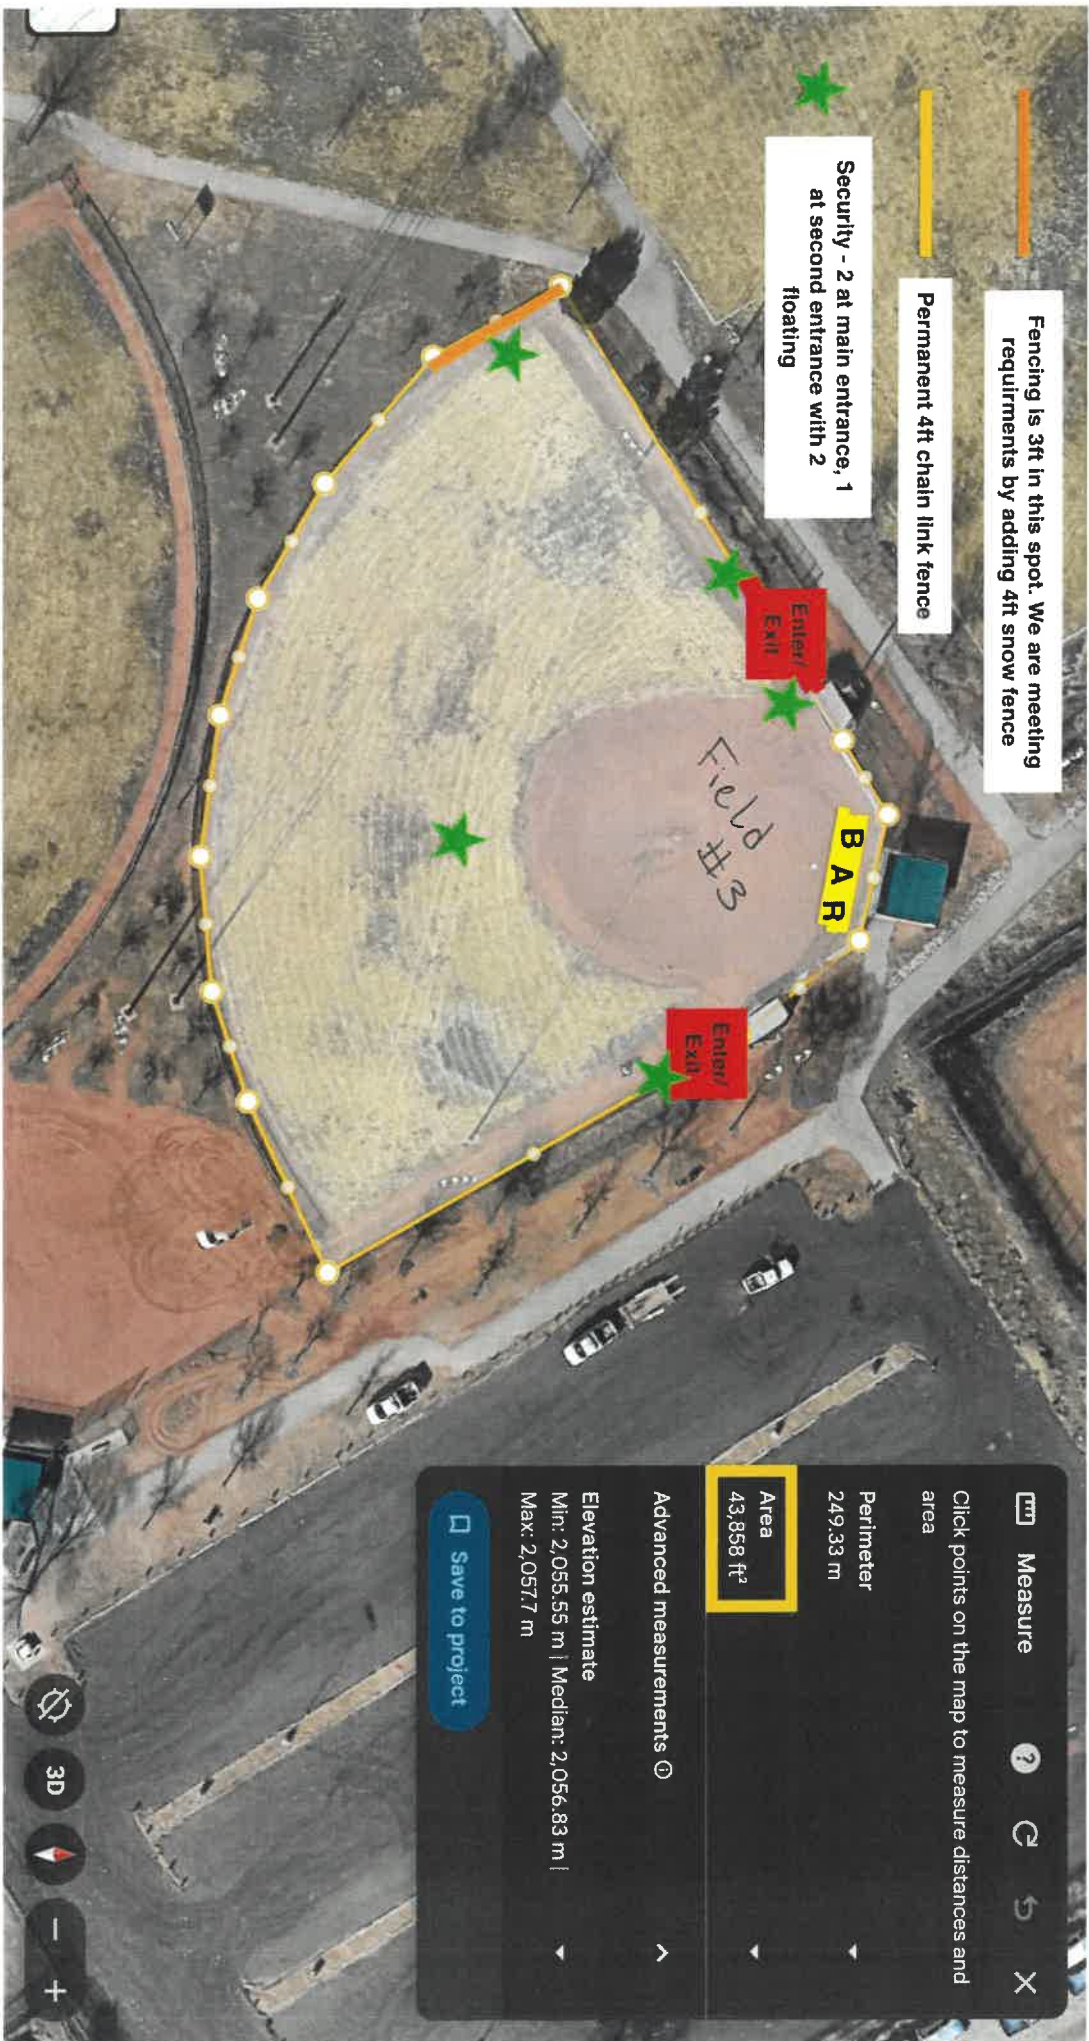 Fencing is 3ft in this spot. We are meeting
requirments by adding 4ft snow fence
Permanent 4ft chain link fence
Security - 2 at main entrance, 1
at second entrance with 2
floating
Enter/
Exit
BAR
Field
#3
Enter/
Exit
Measure
Click points on the map to measure distances and
area
Perimeter
249.33 m
Area
43,858 ft²
Advanced measurements
Elevation estimate
Min: 2,055.55 m | Median: 2,056.83 m |
Max: 2,057.7 m
Save to project
3D